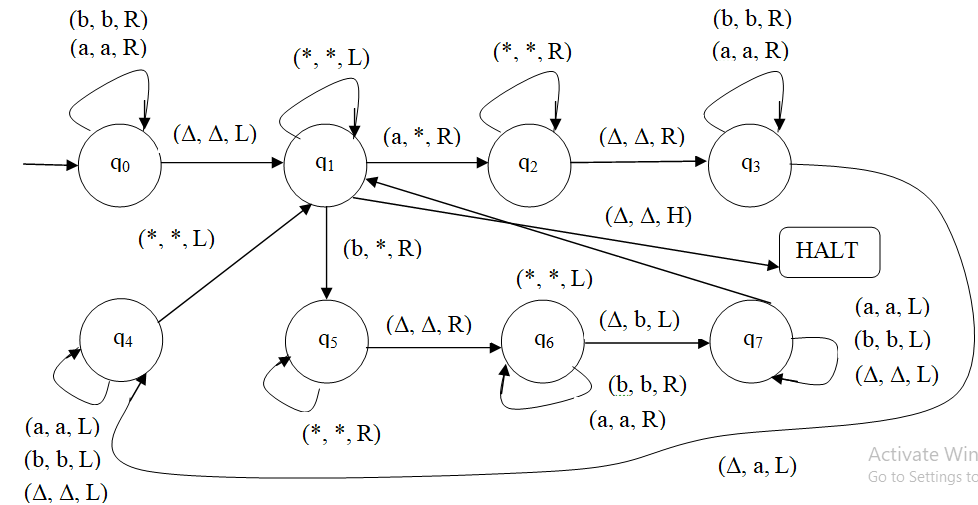 (b, b, R)
(a, a, R)
(*, *, L)
(*, *, R)
(b, b, R)
(a, a, R)
(Δ, Δ, L)
(a, *, R)
(Δ, Δ, R)
q0
q1
q2
q3
(*, *, L)
(b, *, R)
(Δ, Δ, H)
HALT
(*, *, L)
q4
q5
(Δ, Δ, R)
q6
(Δ, b, L)
q7
(a, a, L)
(b, b, L)
(Δ, Δ, L)
(b, b, R)
(a, a, R)
(*, *, R)
(a, a, L)
(b, b, L)
(Δ, Δ, L)
(Δ, a, L)
Activate Win
Go to Settings to